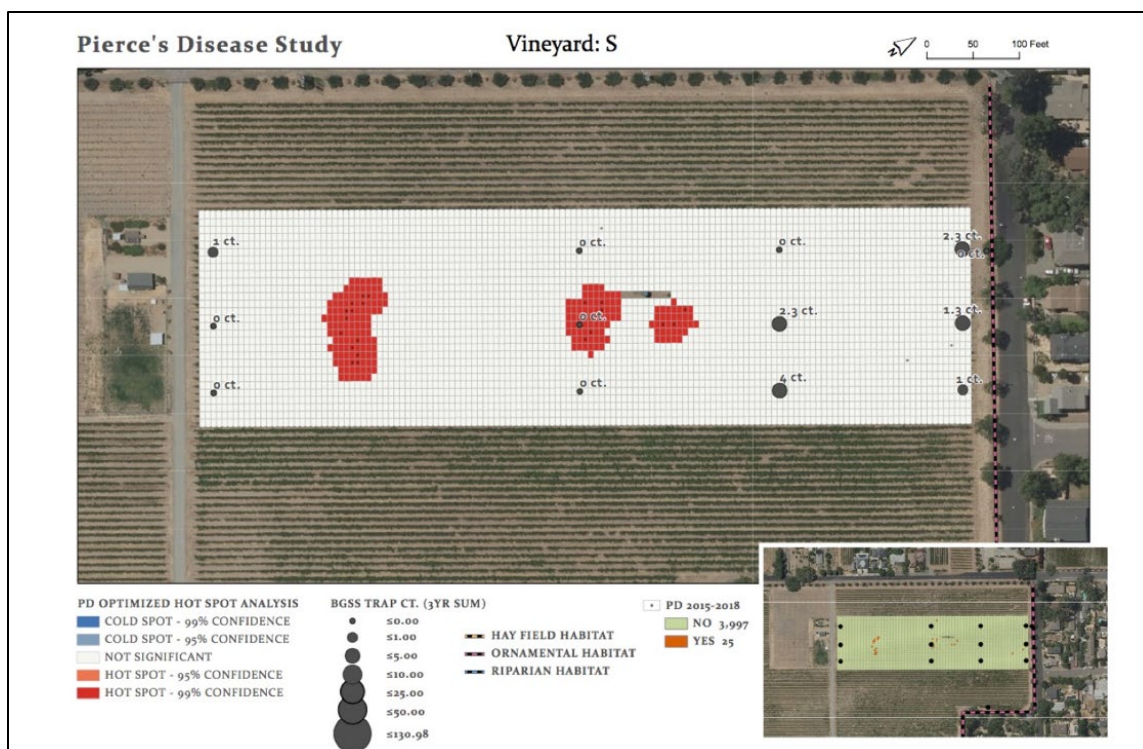 Pierce's Disease Study
Vineyard: S
0 50 100 Feet
1 ct.
0 ct.
0 ct.
2.3 ct.
0 ct.
0 ct.
0 ct.
2.3 ct.
1.3 ct.
0 ct.
0 ct.
4 ct.
1 ct.
PD OPTIMIZED HOT SPOT ANALYSIS
COLD SPOT - 99% CONFIDENCE
COLD SPOT - 95% CONFIDENCE
NOT SIGNIFICANT
HOT SPOT - 95% CONFIDENCE
HOT SPOT - 99% CONFIDENCE
BGSS TRAP CT. (3YR SUM)
≤0.00
≤1.00
≤5.00
≤10.00
≤25.00
≤50.00
≤130.98
HAY FIELD HABITAT
ORNAMENTAL HABITAT
RIPARIAN HABITAT
PD 2015-2018
NO 3,997
YES 25